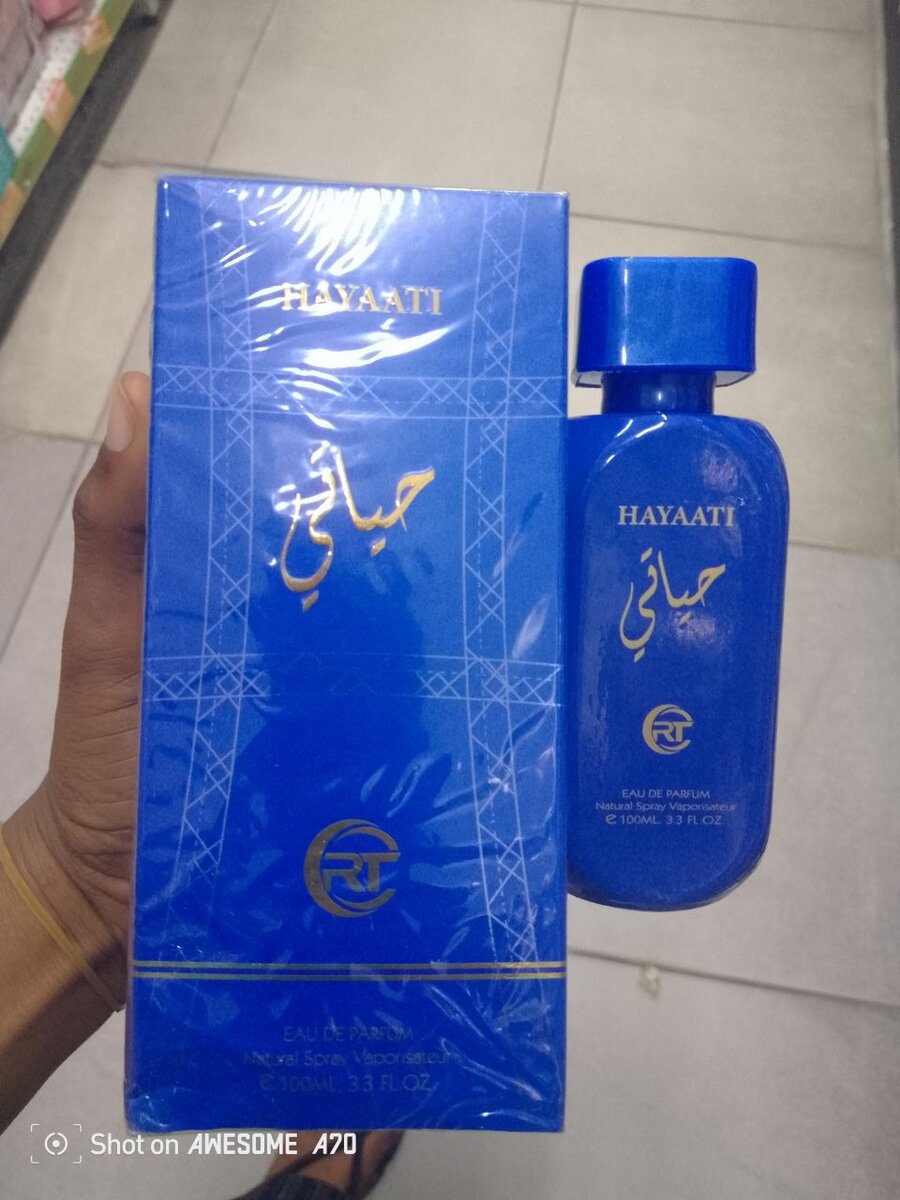 HAYAATI
حياتي
RT
EAU DE PARFUM
Natural Spray Vaporisateur
e 100ML. 3.3 FL.OZ.
HAYAATI
حياتي
RT
EAU DE PARFUM
Natural Spray Vaporisateur
e 100ML. 3.3 FL.OZ.
Shot on AWESOME A70